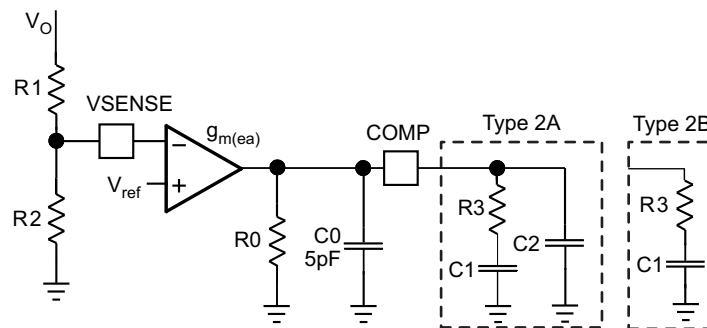 V_O
R1
VSENSE
g_m(ea)
COMP
Type 2A
Type 2B
V_ref
R2
R0
C0
5pF
R3
C1
C2
R3
C1